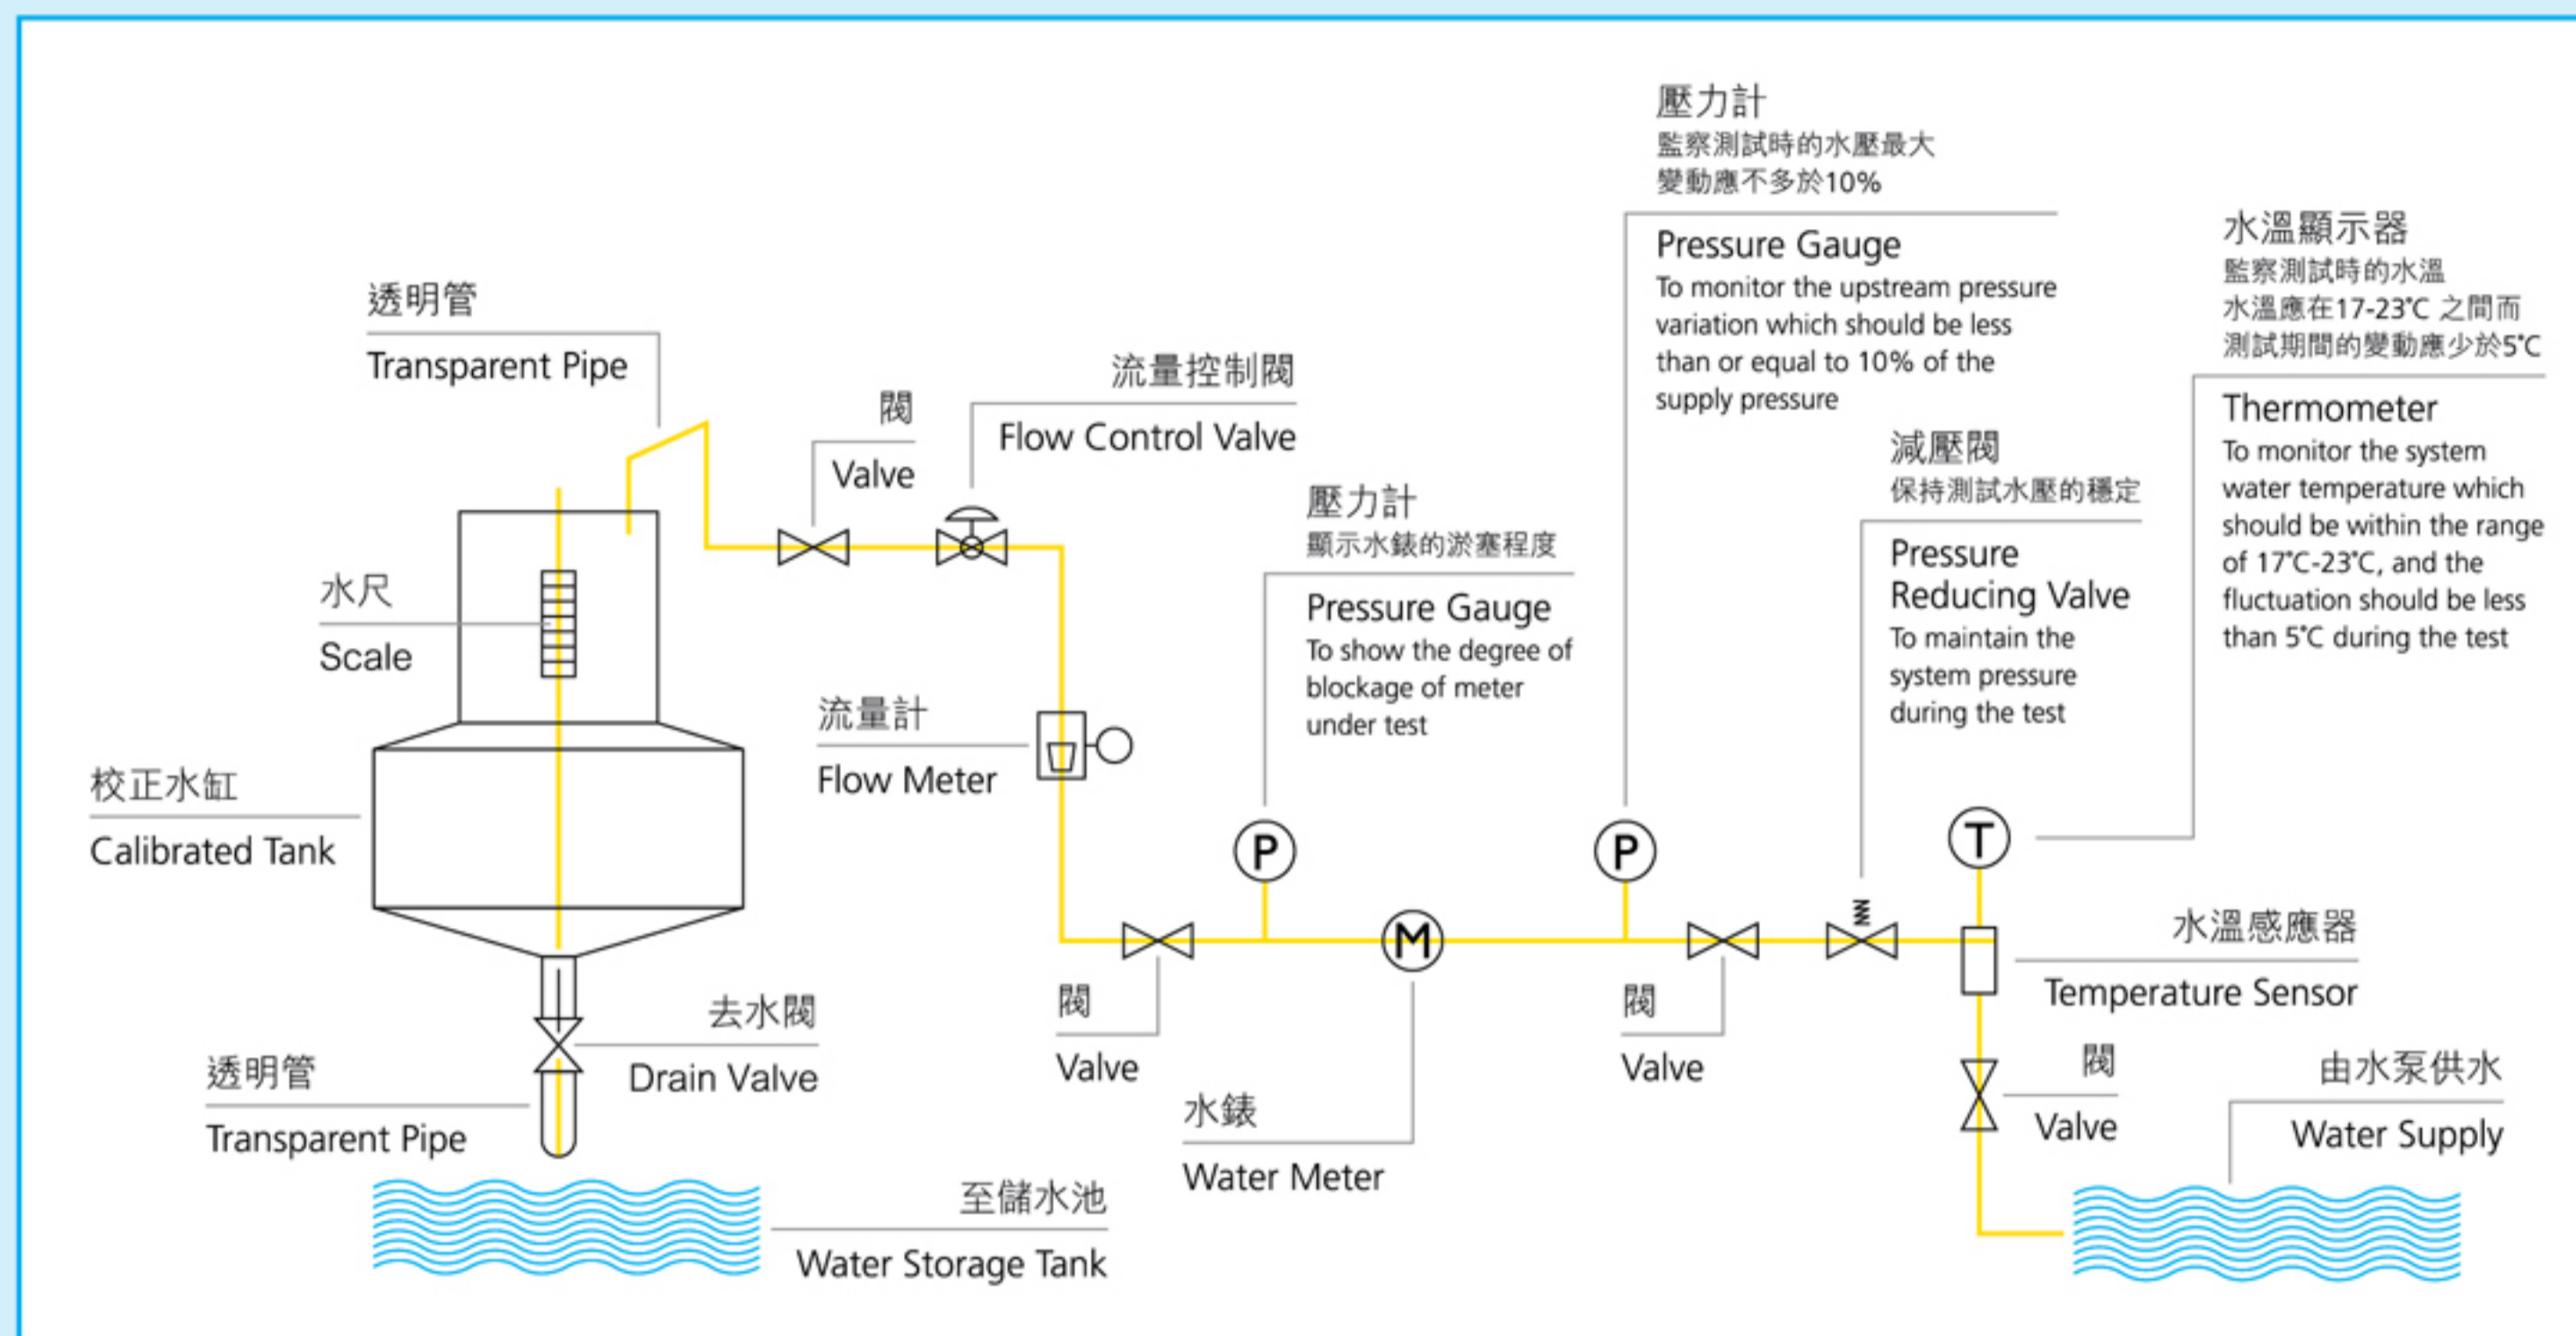 壓力計
監察測試時的水壓最大
變動應不多於10%
Pressure Gauge
To monitor the upstream pressure
variation which should be less
than or equal to 10% of the
supply pressure
水溫顯示器
監察測試時的水溫
水溫應在17-23°C 之間而
測試期間的變動應少於5°C
Thermometer
To monitor the system
water temperature which
should be within the range
of 17°C-23°C, and the
fluctuation should be less
than 5°C during the test
透明管
Transparent Pipe
閥
Valve
流量控制閥
Flow Control Valve
壓力計
顯示水錶的淤塞程度
Pressure Gauge
To show the degree of
blockage of meter
under test
減壓閥
保持測試水壓的穩定
Pressure
Reducing Valve
To maintain the
system pressure
during the test
水尺
Scale
流量計
Flow Meter
校正水缸
Calibrated Tank
P
P
T
M
水溫感應器
Temperature Sensor
去水閥
Drain Valve
閥
Valve
閥
Valve
閥
Valve
透明管
Transparent Pipe
水錶
Water Meter
由水泵供水
Water Supply
至儲水池
Water Storage Tank